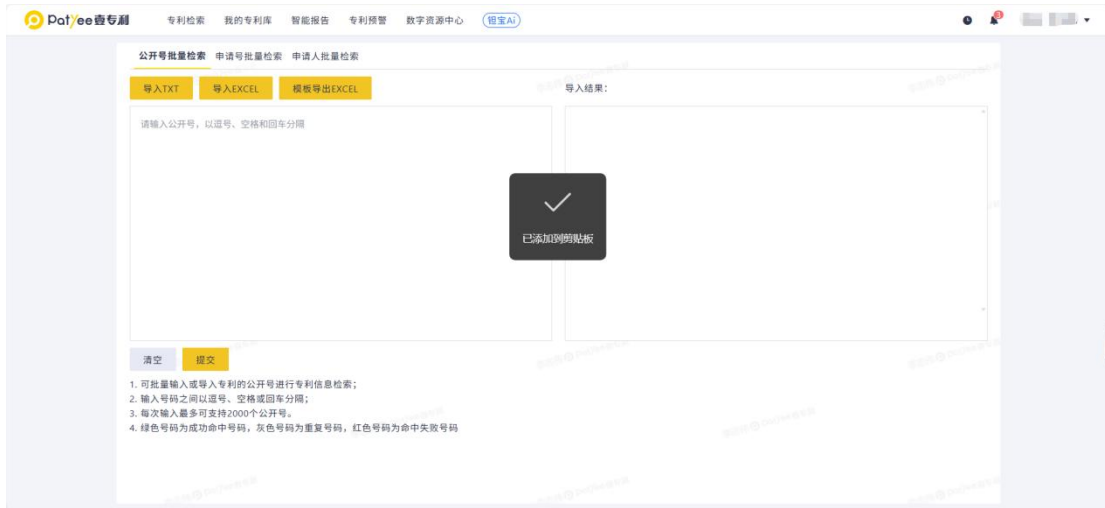 Patyee壹专利 专利检索 我的专利库 智能报告 专利预警 数字资源中心 钽宝Ai 3
公开号批量检索 申请号批量检索 申请人批量检索
导入TXT 导入EXCEL 模板导出EXCEL 导入结果：
请输入公开号，以逗号、空格和回车分隔
已添加到剪贴板
清空 提交
1. 可批量输入或导入专利的公开号进行专利信息检索；
2. 输入号码之间以逗号、空格或回车分隔；
3. 每次输入最多可支持2000个公开号。
4. 绿色号码为成功命中号码，灰色号码为重复号码，红色号码为命中失败号码